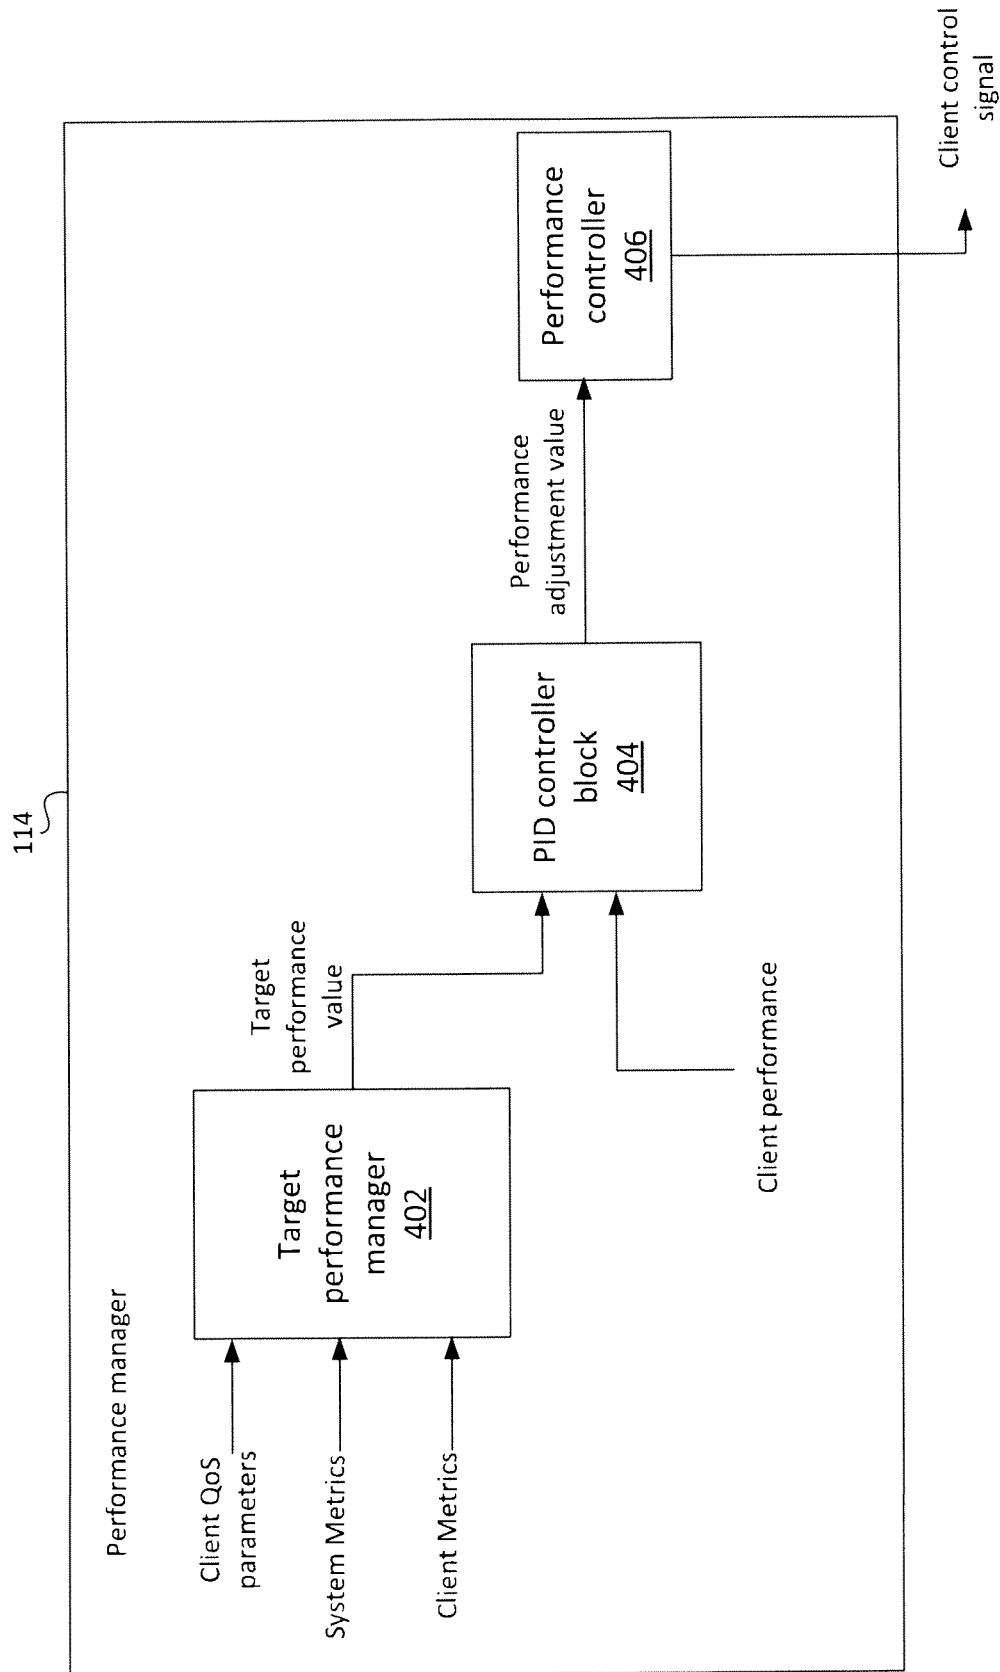 114
Performance manager
Client QoS
parameters
System Metrics
Client Metrics
Target
performance
manager
402
Target
performance
value
Client performance
PID controller
block
404
Performance
adjustment value
Performance
controller
406
Client control
signal